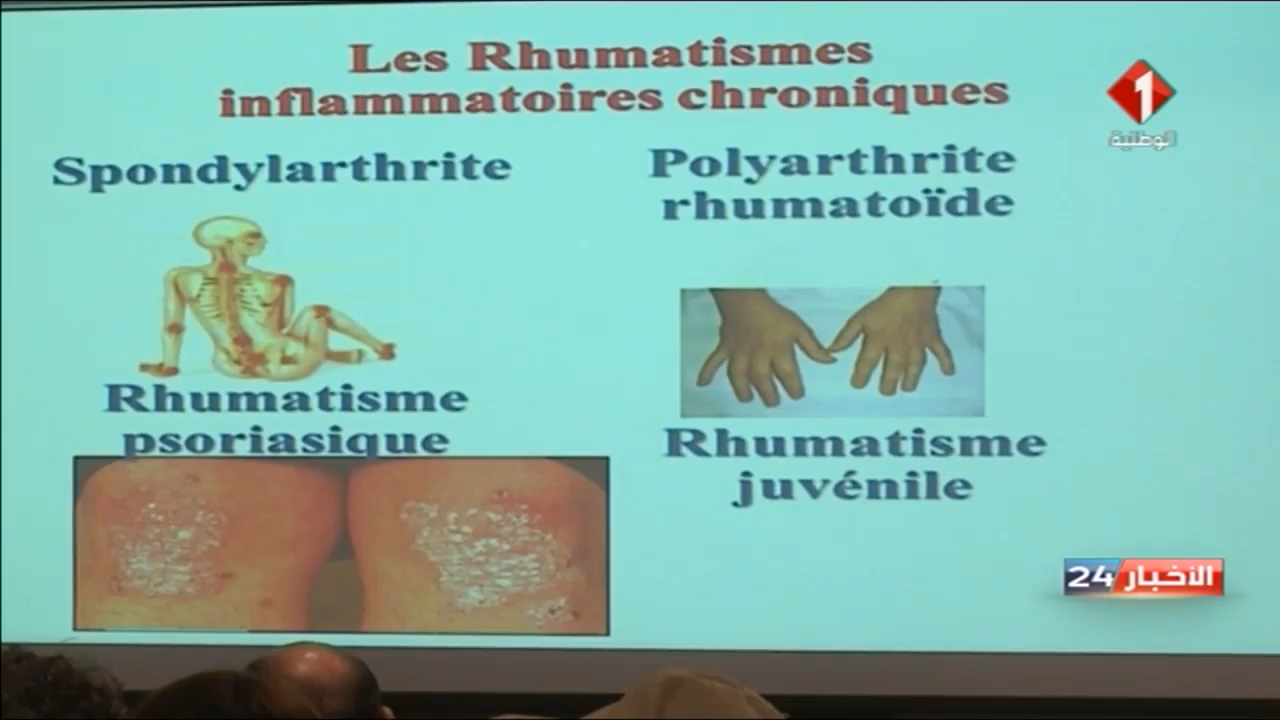 Les Rhumatismes
inflammatoires chroniques
1
الوطنية
Spondylarthrite
Polyarthrite
rhumatoïde
Rhumatisme
psoriasique
Rhumatisme
juvénile
الأخبار 24